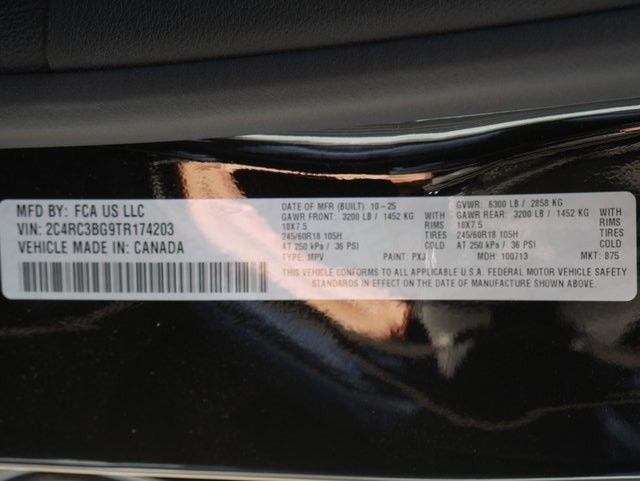 MFD BY: FCA US LLC
VIN: 2C4RC3BG9TR174203
VEHICLE MADE IN: CANADA
DATE OF MFR (BUILT): 10-25 GVWR: 6300 LB / 2858 KG
GAWR FRONT: 3200 LB / 1452 KG WITH GAWR REAR: 3200 LB / 1452 KG WITH
18X7.5 RIMS 18X7.5 RIMS
245/60R18 105H TIRES 245/60R18 105H TIRES
AT 250 kPa / 36 PSI COLD AT 250 kPa / 36 PSI COLD
TYPE: MPV PAINT: PXJ MDH: 100713 MKT: 875
THIS VEHICLE CONFORMS TO ALL APPLICABLE U.S.A. FEDERAL MOTOR VEHICLE SAFETY
STANDARDS IN EFFECT ON THE DATE OF MANUFACTURE SHOWN ABOVE.